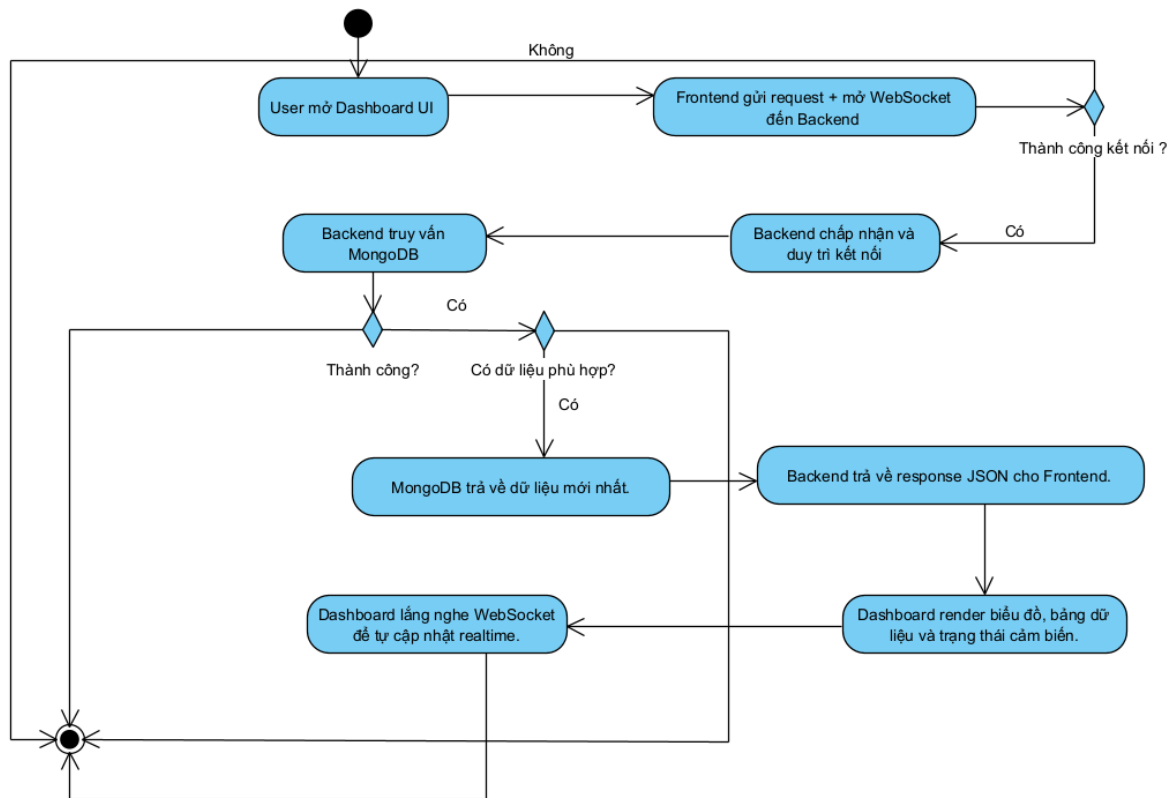 Không
User mở Dashboard UI
Frontend gửi request + mở WebSocket
đến Backend
Thành công kết nối ?
Có
Backend chấp nhận và
duy trì kết nối
Backend truy vấn
MongoDB
Có
Thành công?
Có dữ liệu phù hợp?
Có
MongoDB trả về dữ liệu mới nhất.
Backend trả về response JSON cho Frontend.
Dashboard render biểu đồ, bảng dữ
liệu và trạng thái cảm biến.
Dashboard lắng nghe WebSocket
để tự cập nhật realtime.